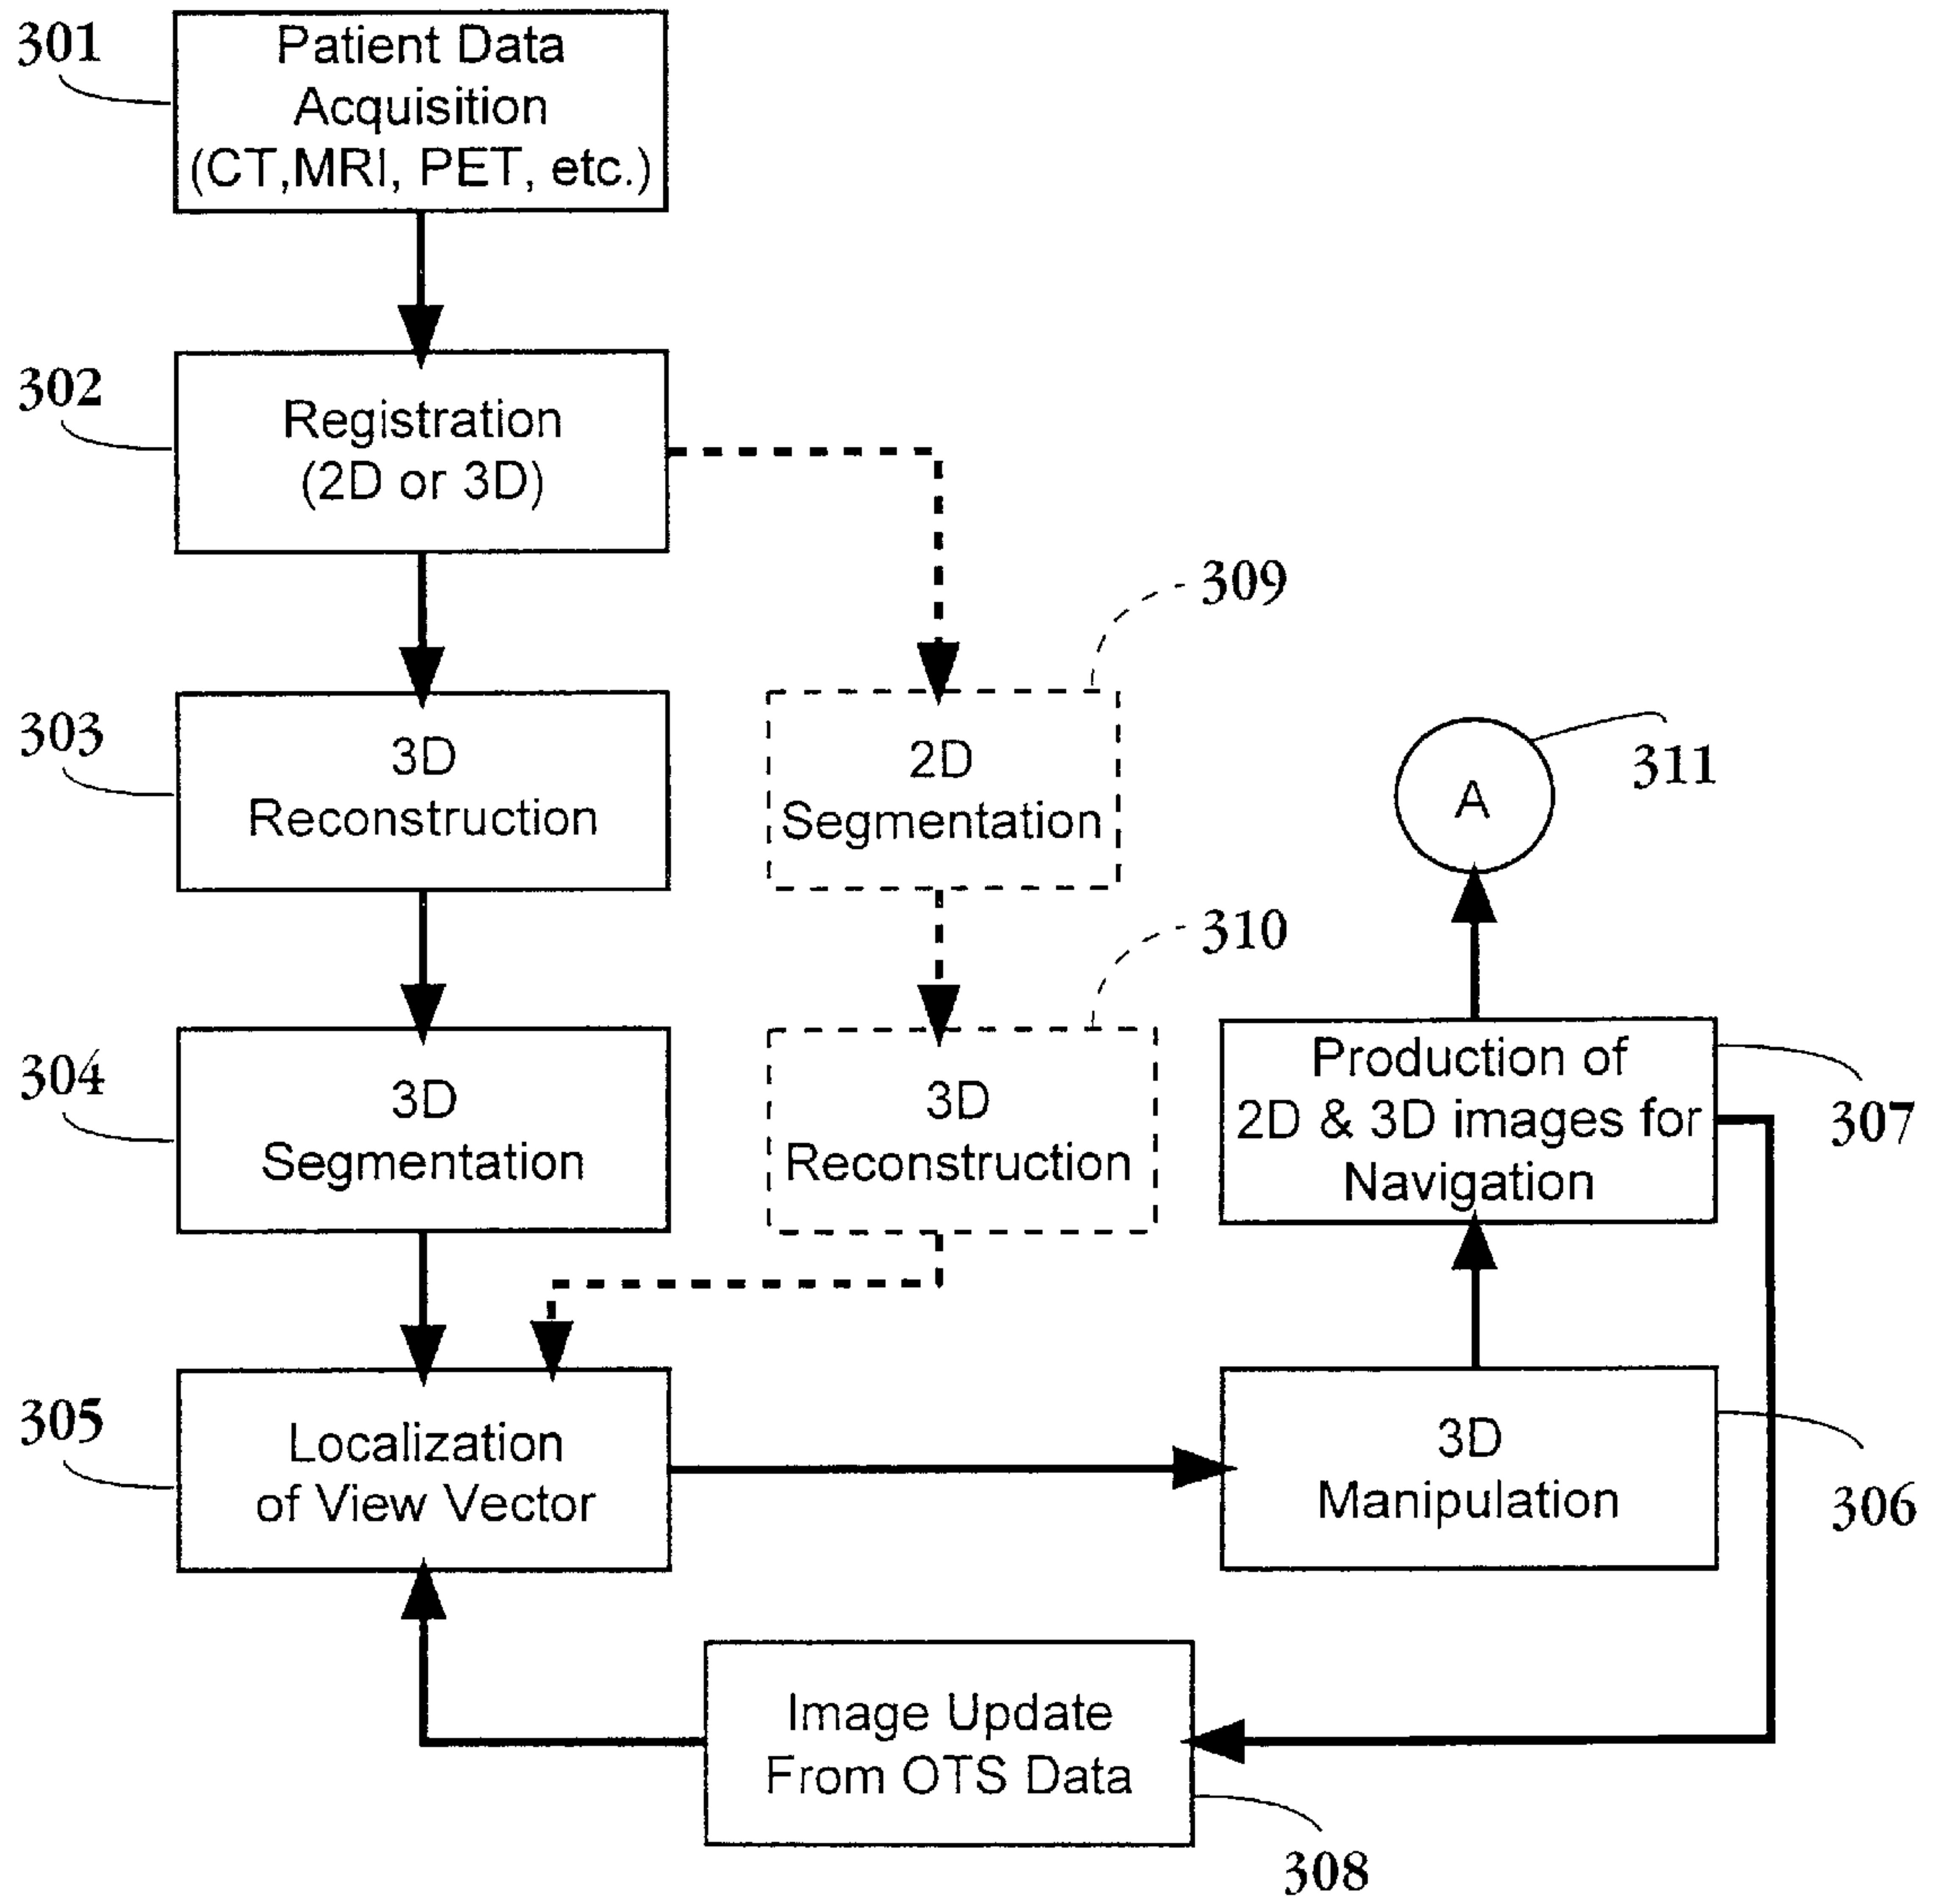 301
Patient Data
Acquisition
(CT,MRI, PET, etc.)
302
Registration
(2D or 3D)
309
303
3D
Reconstruction
2D
Segmentation
311
A
310
304
3D
Segmentation
3D
Reconstruction
Production of
2D & 3D images for
Navigation
307
305
Localization
of View Vector
3D
Manipulation
306
Image Update
From OTS Data
308